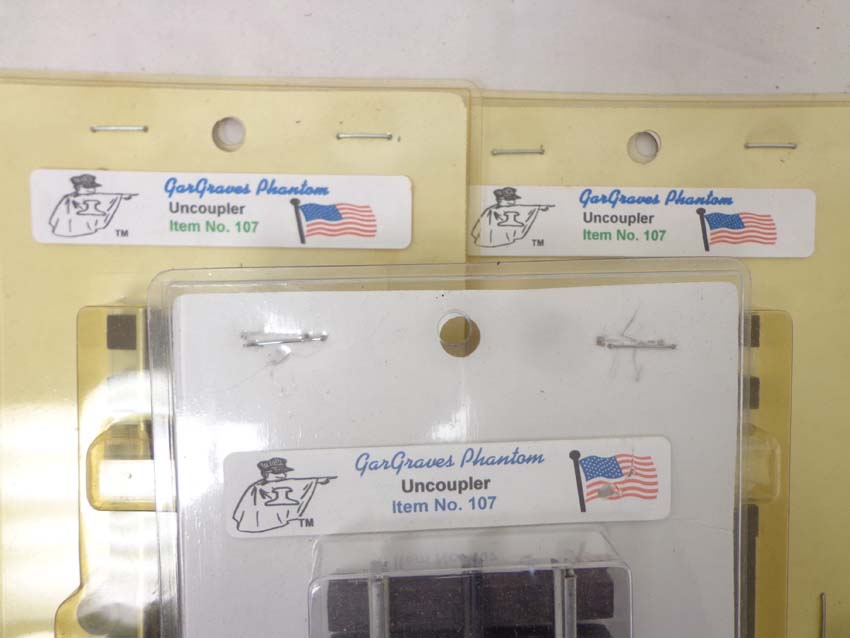 GarGraves Phantom
Uncoupler
Item No. 107
TM
GarGraves Phantom
Uncoupler
Item No. 107
TM
GarGraves Phantom
Uncoupler
Item No. 107
TM